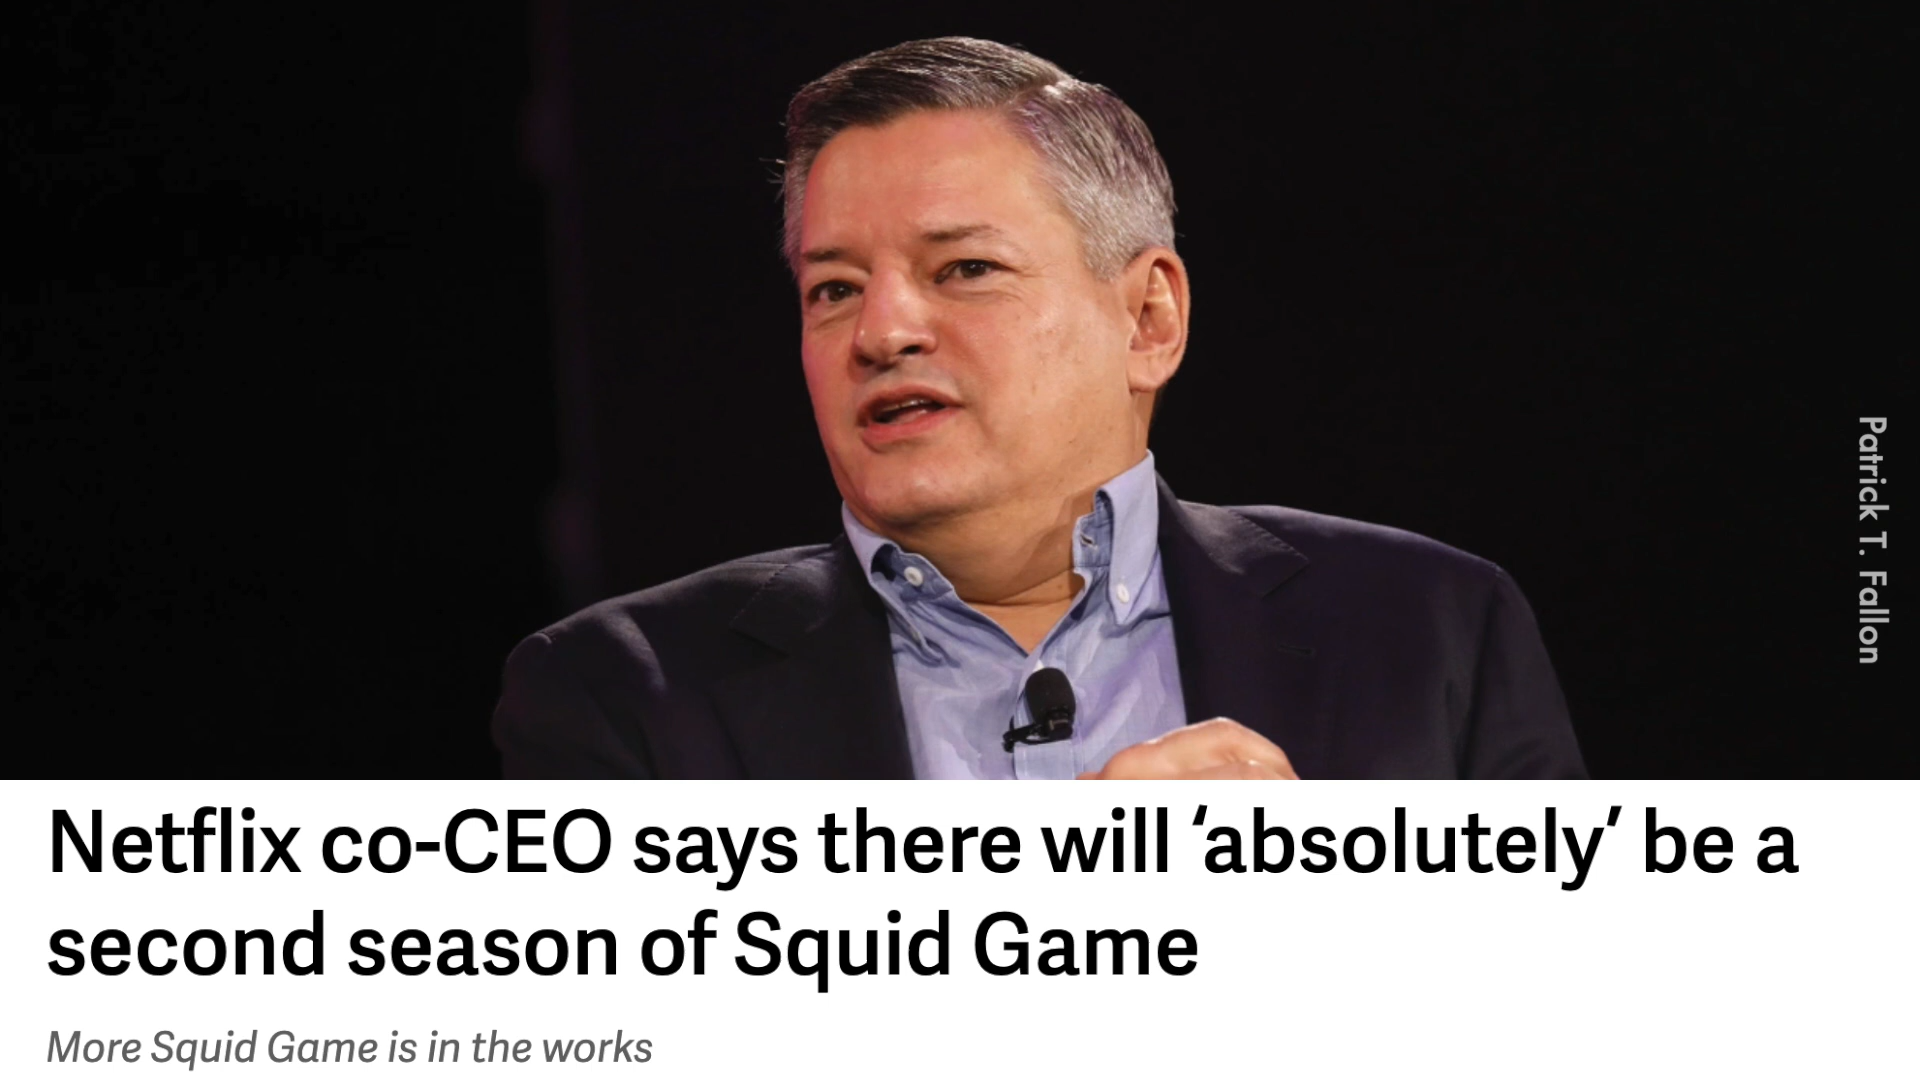 Patrick T. Fallon
Netflix co-CEO says there will ‘absolutely’ be a
second season of Squid Game
More Squid Game is in the works